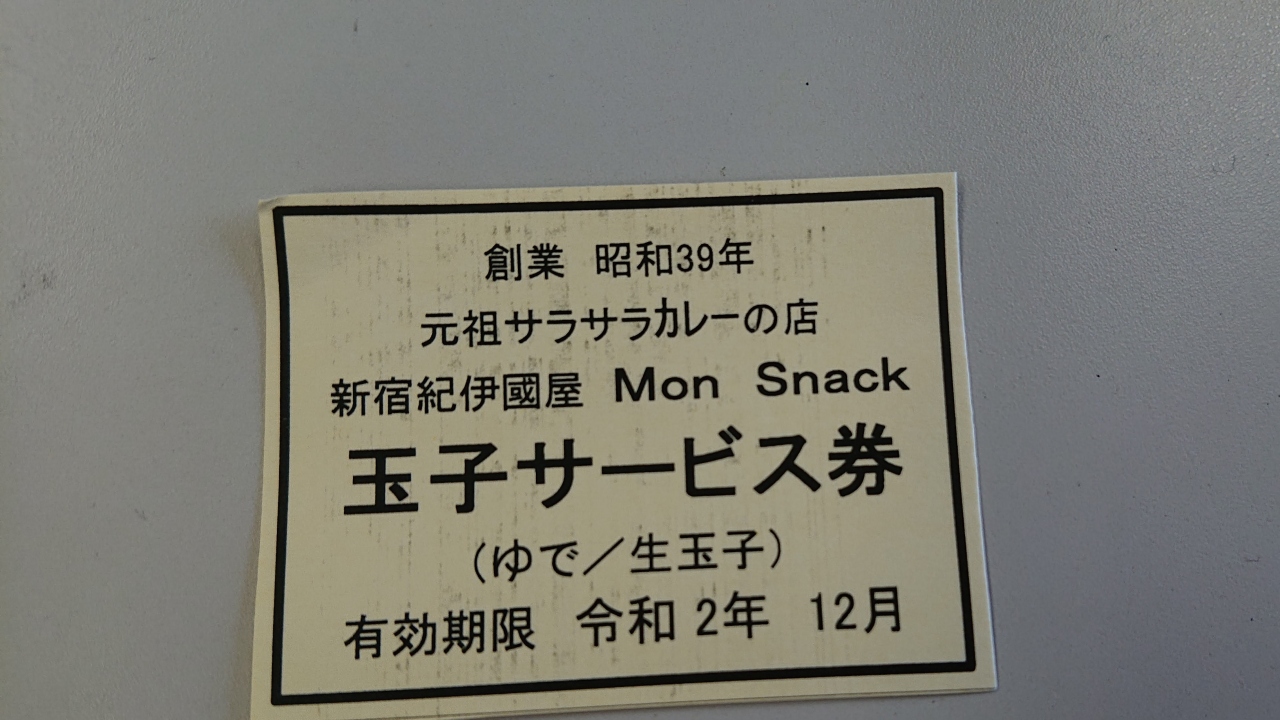 創業 昭和39年
元祖サラサラカレーの店
新宿紀伊國屋 Mon Snack
玉子サービス券
(ゆで/生玉子)
有効期限 令和 2年 12月